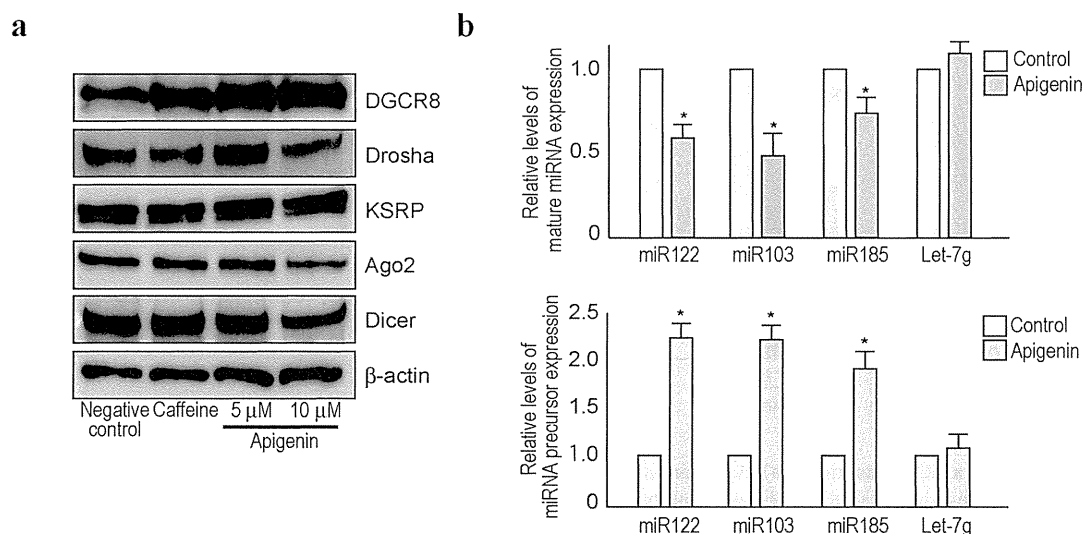 a
DGCR8
Drosha
KSRP
Ago2
Dicer
β-actin
Negative control
Caffeine
5 μM
10 μM
Apigenin
b
Relative levels of
mature miRNA expression
1.0
0.5
0
miR122
miR103
miR185
Let-7g
*
*
*
Control
Apigenin
Relative levels of
miRNA precursor expression
2.5
2.0
1.5
1.0
0
miR122
miR103
miR185
Let-7g
*
*
*
Control
Apigenin